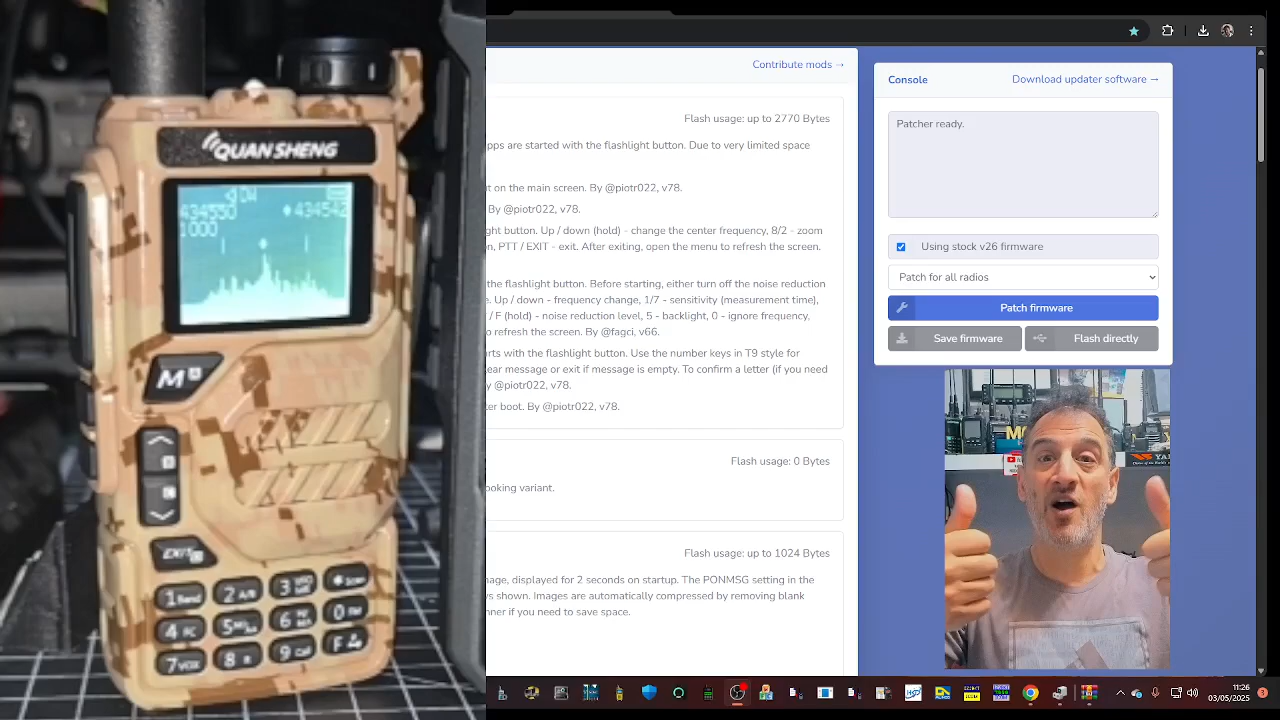 QUANSHENG
434550
434542
1000
M
EXIT
1 Band
2 A/B
3
*
4 FC
5
6
0 FM
7 VOX
8 R
9 Call
F
Contribute mods →
Flash usage: up to 2770 Bytes
pps are started with the flashlight button. Due to very limited space
t on the main screen. By @piotr022, v78.
By @piotr022, v78.
ght button. Up / down (hold) - change the center frequency, 8/2 - zoom
n, PTT / EXIT - exit. After exiting, open the menu to refresh the screen.
the flashlight button. Before starting, either turn off the noise reduction
e. Up / down - frequency change, 1/7 - sensitivity (measurement time),
/ F (hold) - noise reduction level, 5 - backlight, 0 - ignore frequency,
o refresh the screen. By @fagci, v66.
rts with the flashlight button. Use the number keys in T9 style for
lear message or exit if message is empty. To confirm a letter (if you need
y @piotr022, v78.
ter boot. By @piotr022, v78.
Flash usage: 0 Bytes
ooking variant.
Flash usage: up to 1024 Bytes
mage, displayed for 2 seconds on startup. The PONMSG setting in the
ys shown. Images are automatically compressed by removing blank
nner if you need to save space.
Console
Download updater software →
Patcher ready.
Using stock v26 firmware
Patch for all radios
Patch firmware
Save firmware
Flash directly
11:26
03/05/2025